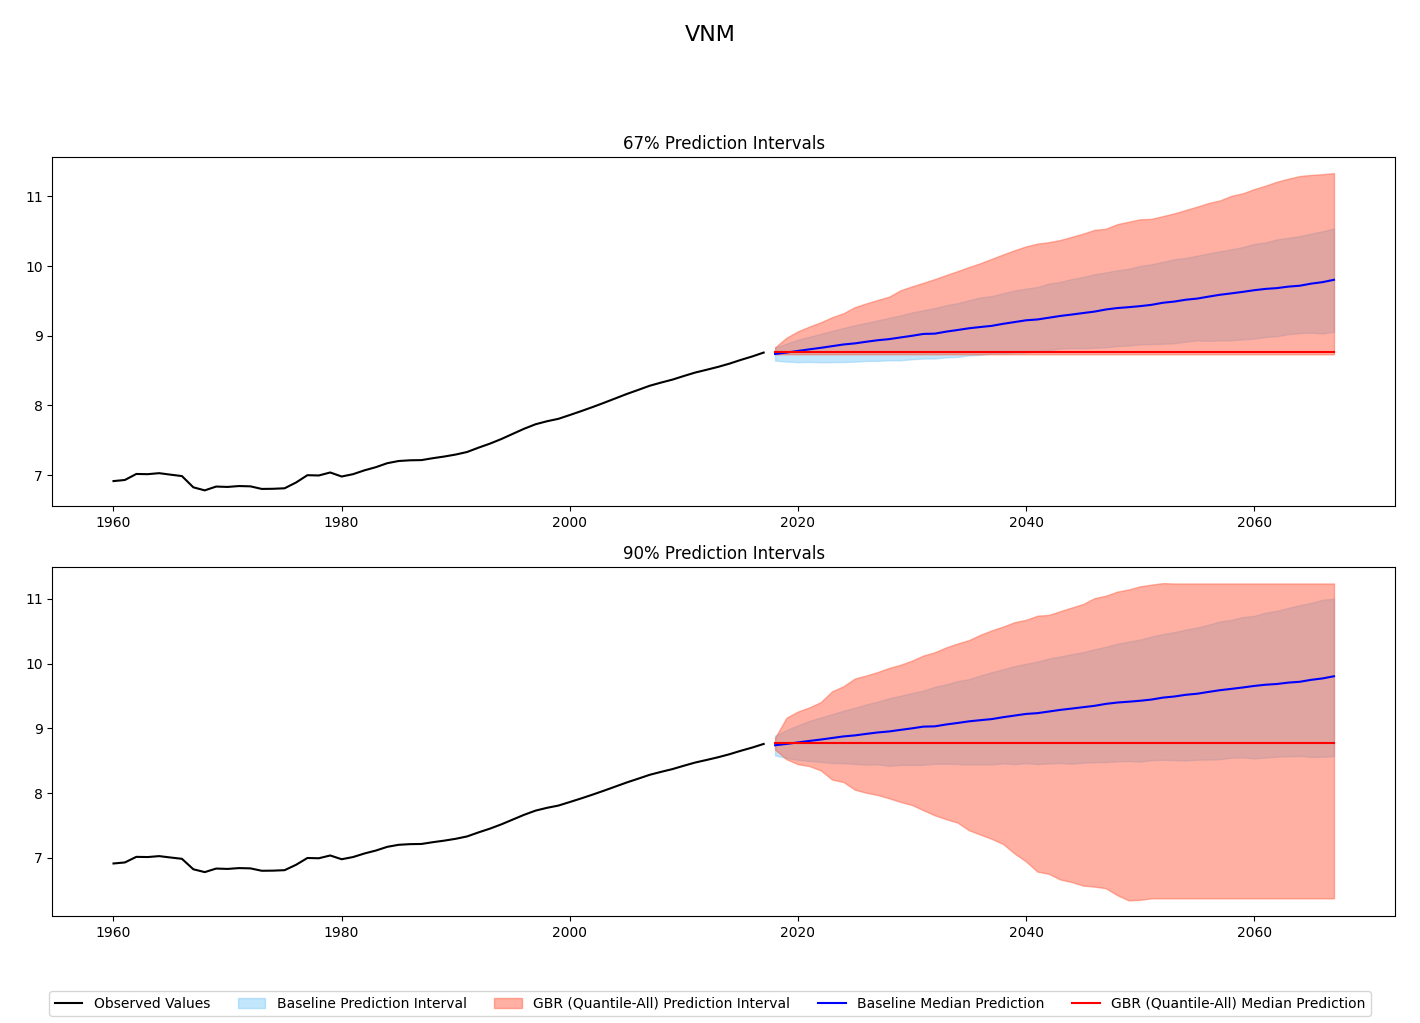 VNM
67% Prediction Intervals
11
10
9
8
7
1960 1980 2000 2020 2040 2060
90% Prediction Intervals
11
10
9
8
7
1960 1980 2000 2020 2040 2060
Observed Values Baseline Prediction Interval GBR (Quantile-All) Prediction Interval Baseline Median Prediction GBR (Quantile-All) Median Prediction